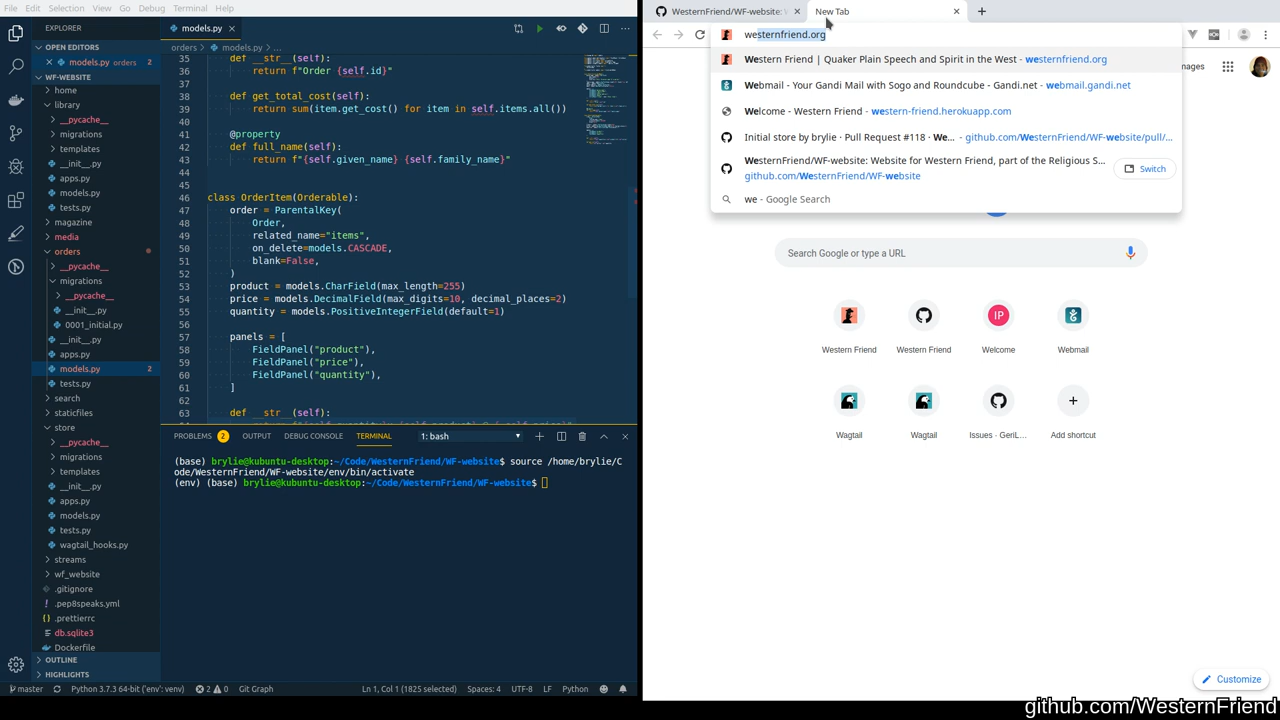 File Edit Selection View Go Debug Terminal Help
EXPLORER
OPEN EDITORS
models.py orders 2
WF-WEBSITE
home
library
__pycache__
migrations
templates
__init__.py
apps.py
models.py
tests.py
magazine
media
orders
__pycache__
migrations
__pycache__
__init__.py
0001_initial.py
__init__.py
apps.py
models.py 2
tests.py
search
staticfiles
store
__pycache__
migrations
templates
__init__.py
apps.py
models.py
tests.py
wagtail_hooks.py
streams
wf_website
.gitignore
.pep8speaks.yml
.prettierrc
db.sqlite3
Dockerfile
OUTLINE
HIGHLIGHTS
models.py
orders > models.py > ...
35 def __str__(self):
36 return f"Order {self.id}"
37
38 def get_total_cost(self):
39 return sum(item.get_cost() for item in self.items.all())
40
41 @property
42 def full_name(self):
43 return f"{self.given_name} {self.family_name}"
44
45
46 class OrderItem(Orderable):
47 order = ParentalKey(
48 Order,
49 related_name="items",
50 on_delete=models.CASCADE,
51 blank=False,
52 )
53 product = models.CharField(max_length=255)
54 price = models.DecimalField(max_digits=10, decimal_places=2)
55 quantity = models.PositiveIntegerField(default=1)
56
57 panels = [
58 FieldPanel("product"),
59 FieldPanel("price"),
60 FieldPanel("quantity"),
61 ]
62
63 def __str__(self):
PROBLEMS 2 OUTPUT DEBUG CONSOLE TERMINAL 1: bash
(base) brylie@kubuntu-desktop:~/Code/WesternFriend/WF-website$ source /home/brylie/C
ode/WesternFriend/WF-website/env/bin/activate
(env) (base) brylie@kubuntu-desktop:~/Code/WesternFriend/WF-website$
master Python 3.7.3 64-bit ('env': venv) 2 0 Git Graph Ln 1, Col 1 (1825 selected) Spaces: 4 UTF-8 LF Python
WesternFriend/WF-website: New Tab
westernfriend.org
Western Friend | Quaker Plain Speech and Spirit in the West - westernfriend.org
Webmail - Your Gandi Mail with Sogo and Roundcube - Gandi.net - webmail.gandi.net
Welcome - Western Friend - western-friend.herokuapp.com
Initial store by brylie · Pull Request #118 · We... - github.com/WesternFriend/WF-website/pull/...
WesternFriend/WF-website: Website for Western Friend, part of the Religious S...
github.com/WesternFriend/WF-website
Switch
we - Google Search
mages
Search Google or type a URL
IP
Western Friend Western Friend Welcome Webmail
Wagtail Wagtail Issues · GeriL... Add shortcut
Customize
github.com/WesternFriend